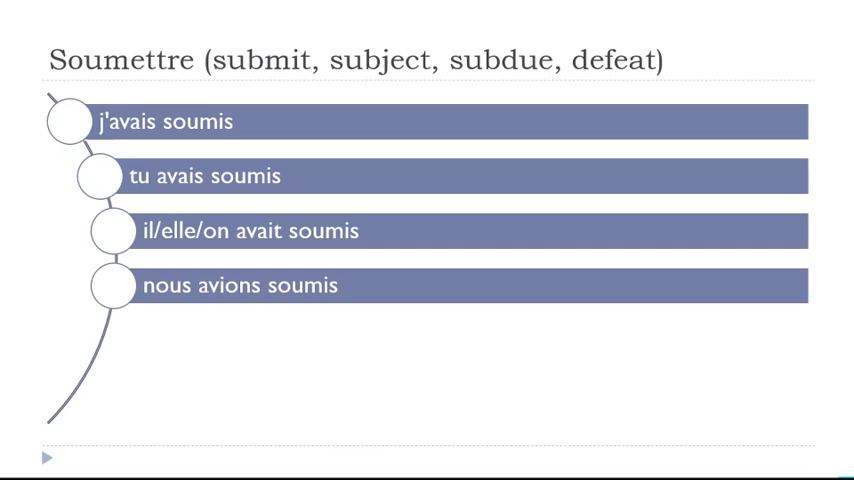 Soumettre (submit, subject, subdue, defeat)
j'avais soumis
tu avais soumis
il/elle/on avait soumis
nous avions soumis